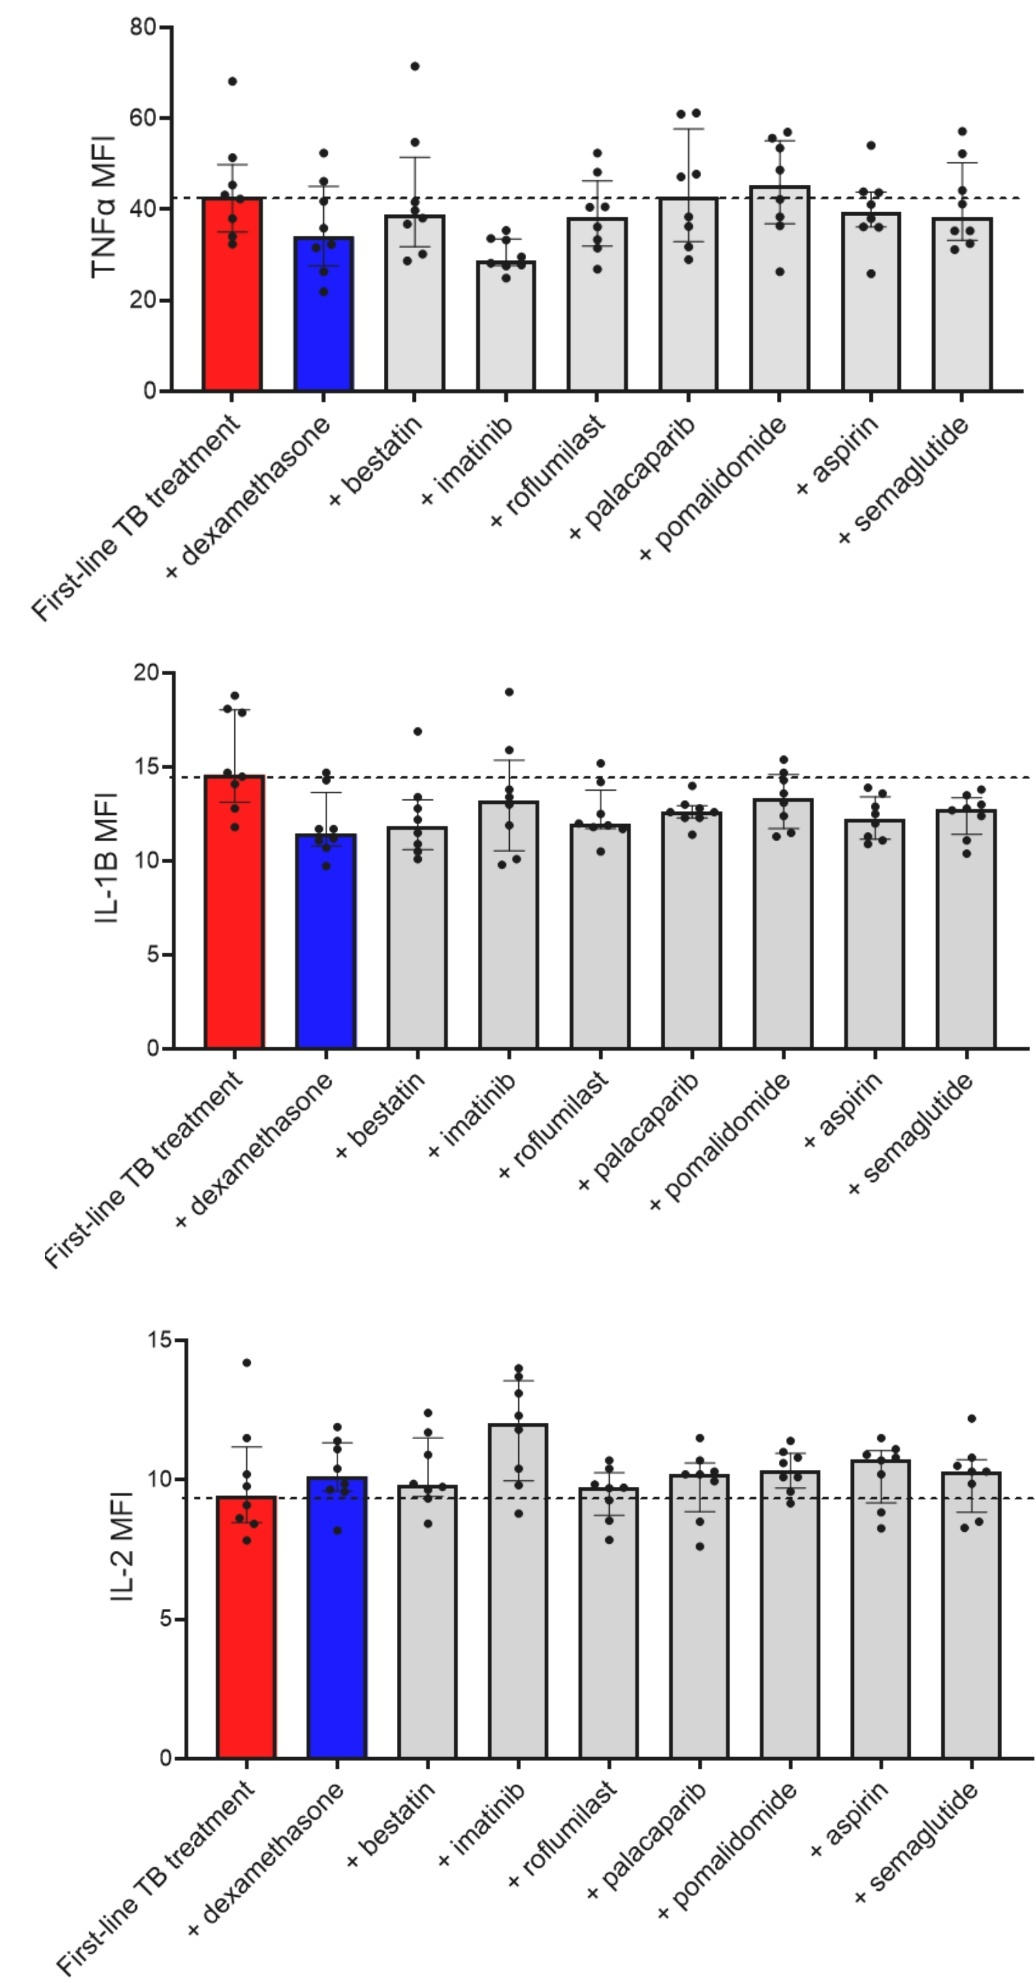 80
60
40
20
0
TNFα MFI
First-line TB treatment
+ dexamethasone
+ bestatin
+ imatinib
+ roflumilast
+ palacaparib
+ pomalidomide
+ aspirin
+ semaglutide
20
15
10
5
0
IL-1B MFI
First-line TB treatment
+ dexamethasone
+ bestatin
+ imatinib
+ roflumilast
+ palacaparib
+ pomalidomide
+ aspirin
+ semaglutide
15
10
5
0
IL-2 MFI
First-line TB treatment
+ dexamethasone
+ bestatin
+ imatinib
+ roflumilast
+ palacaparib
+ pomalidomide
+ aspirin
+ semaglutide